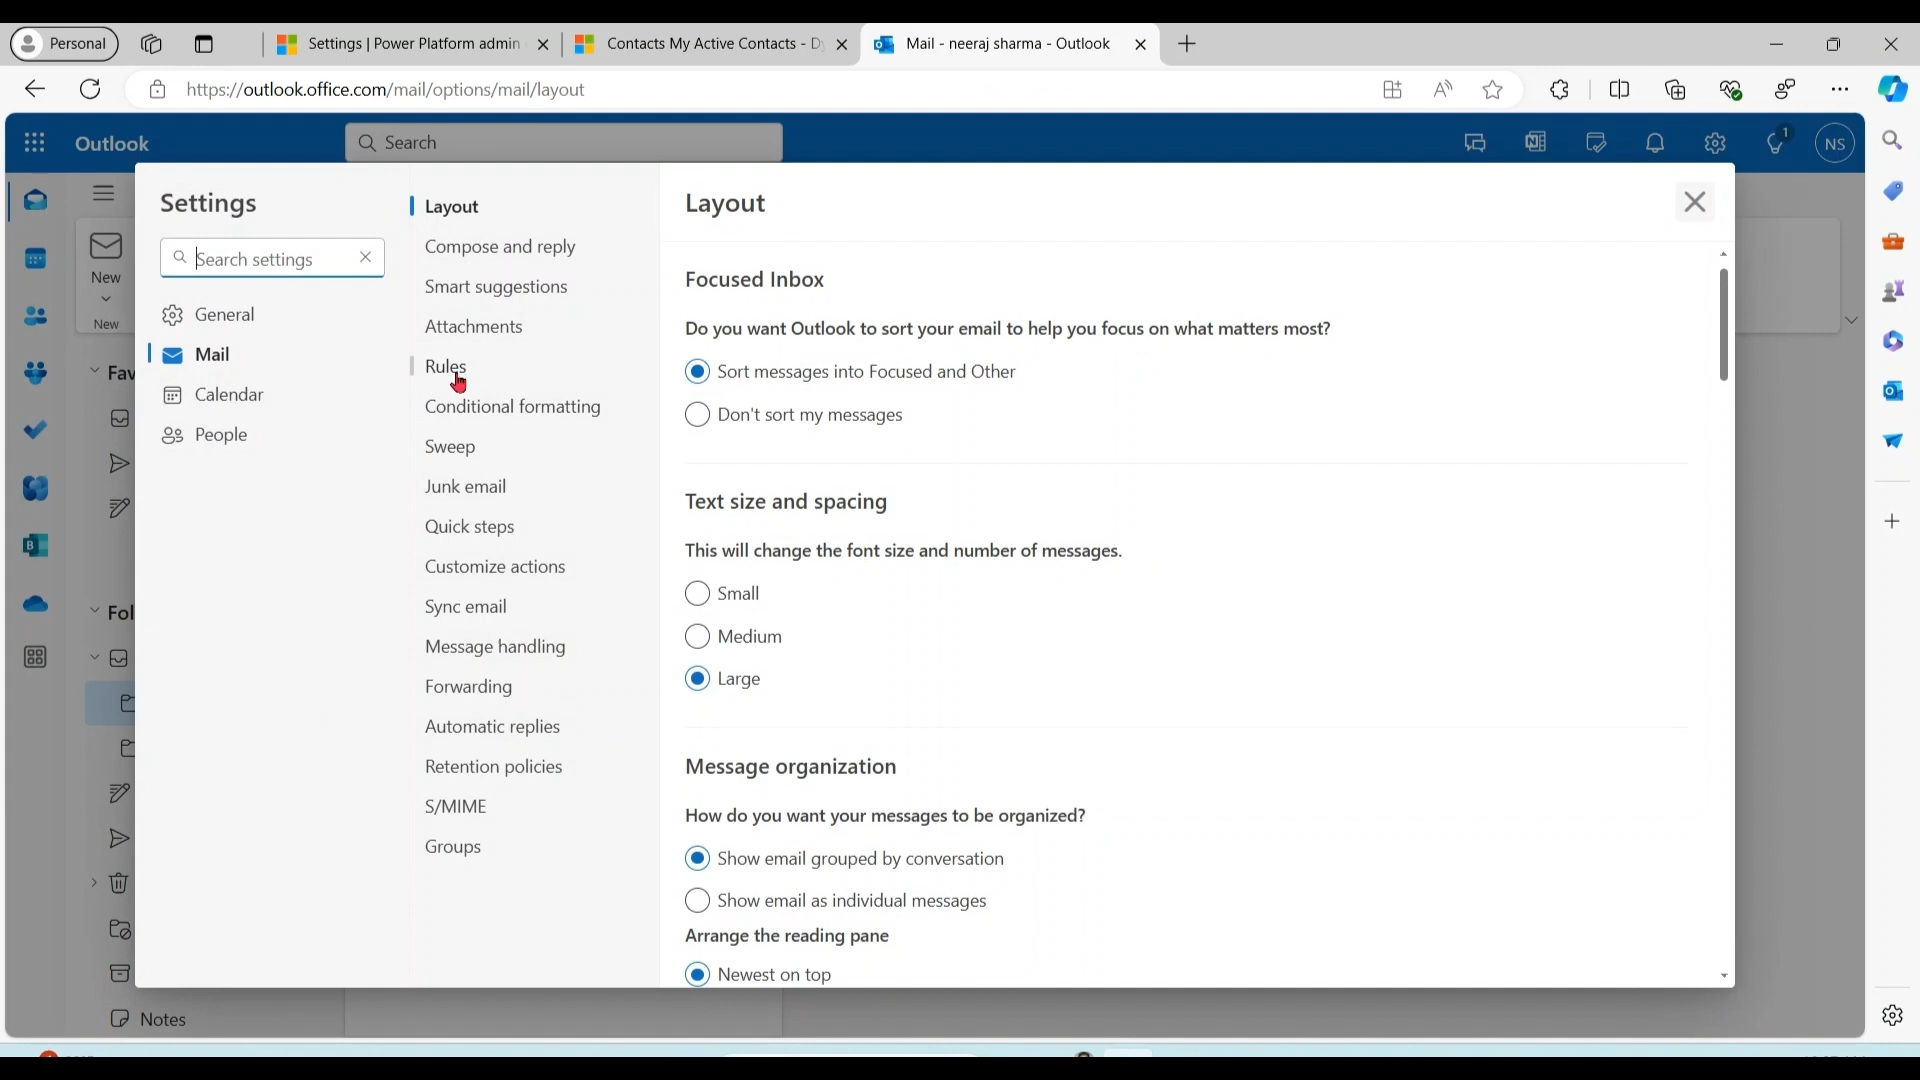 Personal
Settings | Power Platform admin
Contacts My Active Contacts - D
Mail - neeraj sharma - Outlook
https://outlook.office.com/mail/options/mail/layout
Outlook
Search
1
NS
Settings
Search settings
General
Mail
Calendar
People
New
New
Fav
Fol
Notes
Layout
Compose and reply
Smart suggestions
Attachments
Rules
Conditional formatting
Sweep
Junk email
Quick steps
Customize actions
Sync email
Message handling
Forwarding
Automatic replies
Retention policies
S/MIME
Groups
Layout
Focused Inbox
Do you want Outlook to sort your email to help you focus on what matters most?
Sort messages into Focused and Other
Don't sort my messages
Text size and spacing
This will change the font size and number of messages.
Small
Medium
Large
Message organization
How do you want your messages to be organized?
Show email grouped by conversation
Show email as individual messages
Arrange the reading pane
Newest on top